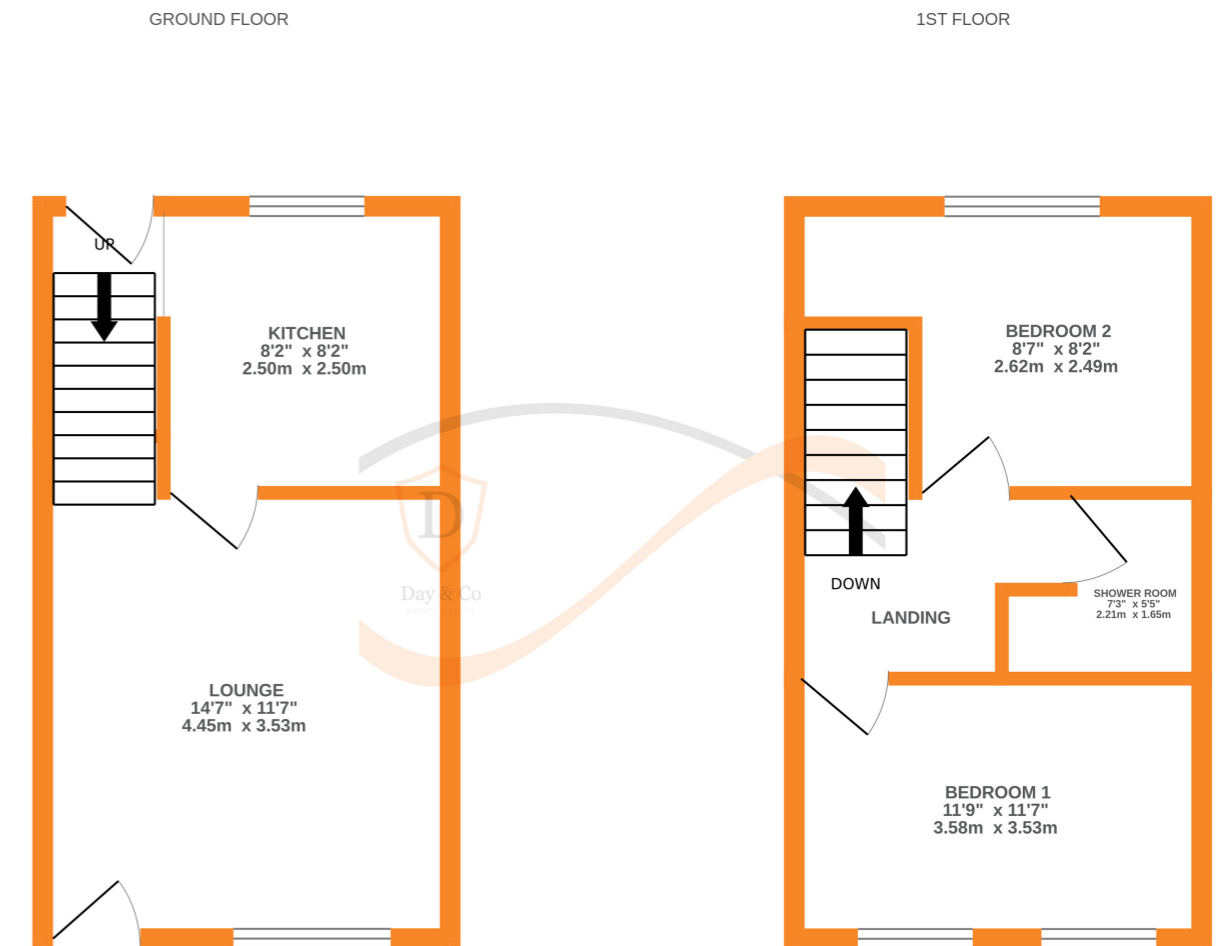 GROUND FLOOR
1ST FLOOR
UP
KITCHEN
8'2" x 8'2"
2.50m x 2.50m
LOUNGE
14'7" x 11'7"
4.45m x 3.53m
D
Day & Co
ESTATE AGENTS
BEDROOM 2
8'7" x 8'2"
2.62m x 2.49m
DOWN
LANDING
SHOWER ROOM
7'3" x 5'5"
2.21m x 1.65m
BEDROOM 1
11'9" x 11'7"
3.58m x 3.53m